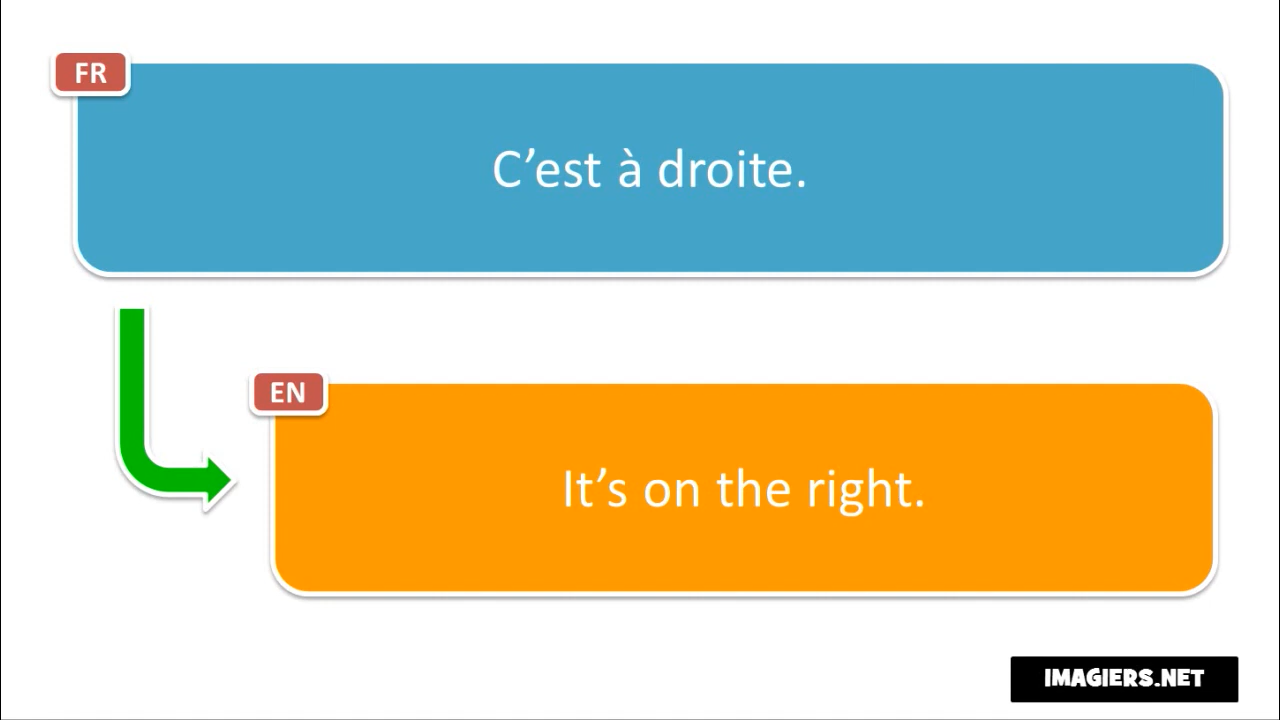 FR
C’est à droite.
EN
It’s on the right.
IMAGIERS.NET